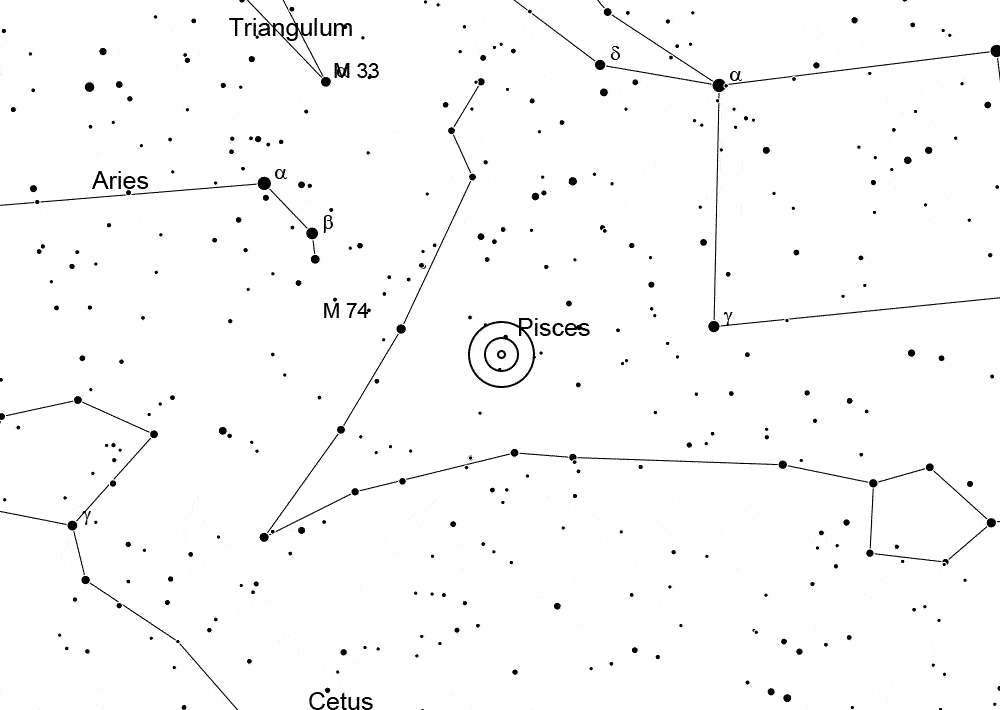 Triangulum
M 33
δ
α
Aries
α
β
M 74
Pisces
γ
γ
Cetus